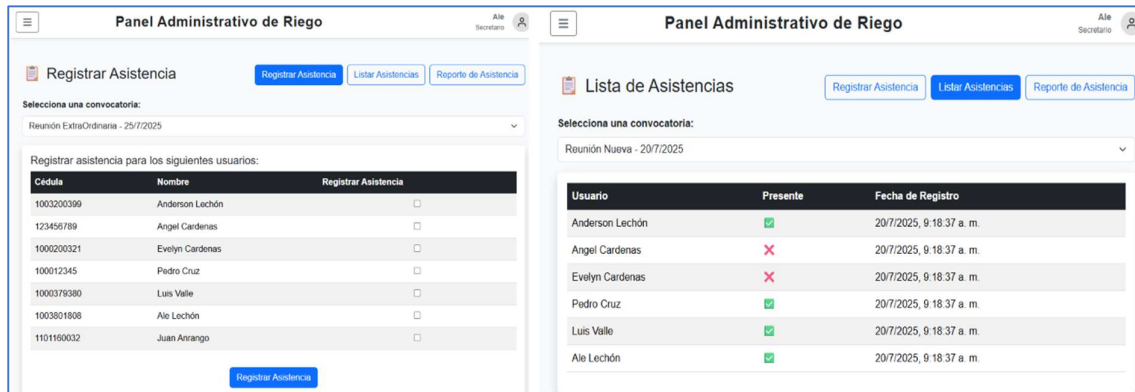 Panel Administrativo de Riego
Ale
Secretario
Registrar Asistencia
Registrar Asistencia Listar Asistencias Reporte de Asistencia
Selecciona una convocatoria:
Reunión ExtraOrdinaria - 25/7/2025
Registrar asistencia para los siguientes usuarios:
Cédula Nombre Registrar Asistencia
1003200399 Anderson Lechón
123456789 Angel Cardenas
1000200321 Evelyn Cardenas
100012345 Pedro Cruz
1000379380 Luis Valle
1003801808 Ale Lechón
1101160032 Juan Anrango
Registrar Asistencia
Panel Administrativo de Riego
Ale
Secretario
Lista de Asistencias
Registrar Asistencia Listar Asistencias Reporte de Asistencia
Selecciona una convocatoria:
Reunión Nueva - 20/7/2025
Usuario Presente Fecha de Registro
Anderson Lechón 20/7/2025, 9:18:37 a. m.
Angel Cardenas 20/7/2025, 9:18:37 a. m.
Evelyn Cardenas 20/7/2025, 9:18:37 a. m.
Pedro Cruz 20/7/2025, 9:18:37 a. m.
Luis Valle 20/7/2025, 9:18:37 a. m.
Ale Lechón 20/7/2025, 9:18:37 a. m.